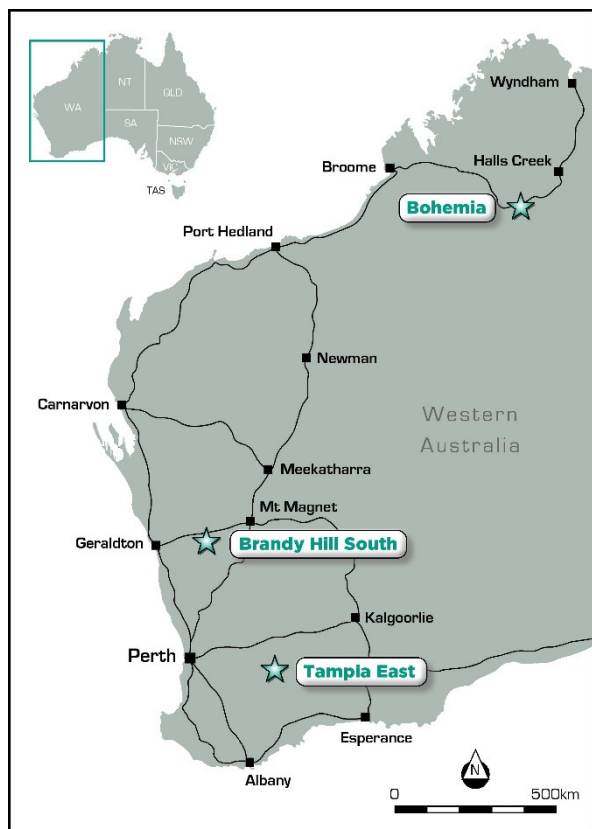 WA
NT
QLD
SA
NSW
VIC
TAS
Wyndham
Broome
Halls Creek
Bohemia
Port Hedland
Newman
Carnarvon
Western
Australia
Meekatharra
Mt Magnet
Geraldton
Brandy Hill South
Kalgoorlie
Perth
Tampia East
Esperance
Albany
N
0
500km